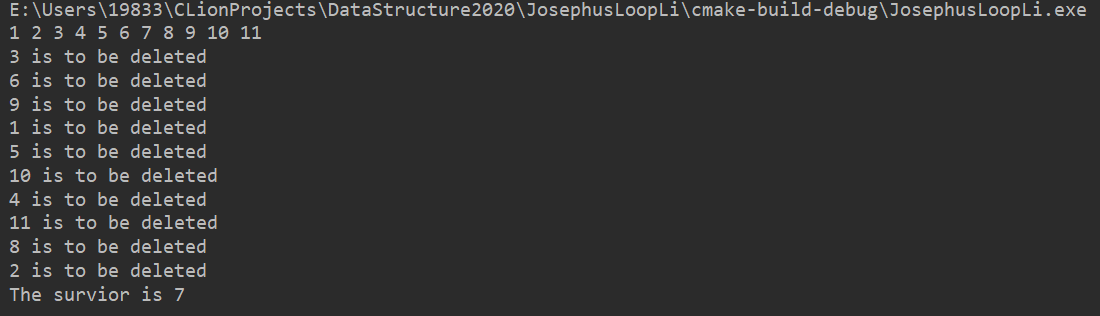 E:\Users\19833\CLionProjects\DataStructure2020\JosephusLoopLi\cmake-build-debug\JosephusLoopLi.exe
1 2 3 4 5 6 7 8 9 10 11
3 is to be deleted
6 is to be deleted
9 is to be deleted
1 is to be deleted
5 is to be deleted
10 is to be deleted
4 is to be deleted
11 is to be deleted
8 is to be deleted
2 is to be deleted
The survior is 7